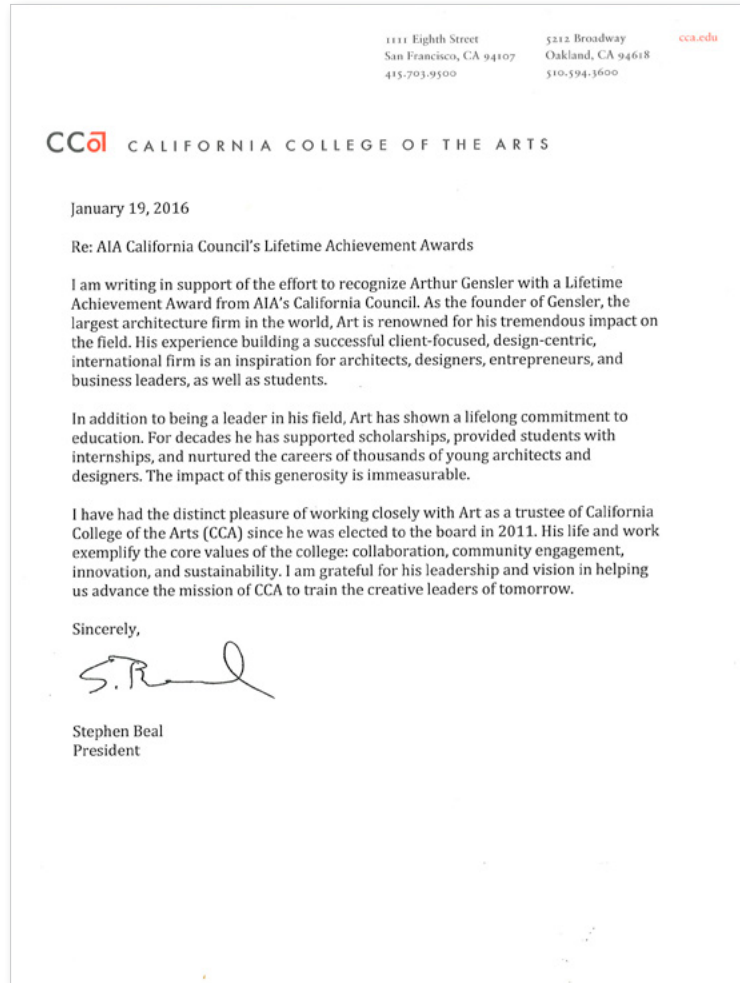 1111 Eighth Street
San Francisco, CA 94107
415.703.9500
5212 Broadway
Oakland, CA 94618
510.594.3600
cca.edu
CCa CALIFORNIA COLLEGE OF THE ARTS
January 19, 2016
Re: AIA California Council's Lifetime Achievement Awards
I am writing in support of the effort to recognize Arthur Gensler with a Lifetime
Achievement Award from AIA's California Council. As the founder of Gensler, the
largest architecture firm in the world, Art is renowned for his tremendous impact on
the field. His experience building a successful client-focused, design-centric,
international firm is an inspiration for architects, designers, entrepreneurs, and
business leaders, as well as students.
In addition to being a leader in his field, Art has shown a lifelong commitment to
education. For decades he has supported scholarships, provided students with
internships, and nurtured the careers of thousands of young architects and
designers. The impact of this generosity is immeasurable.
I have had the distinct pleasure of working closely with Art as a trustee of California
College of the Arts (CCA) since he was elected to the board in 2011. His life and work
exemplify the core values of the college: collaboration, community engagement,
innovation, and sustainability. I am grateful for his leadership and vision in helping
us advance the mission of CCA to train the creative leaders of tomorrow.
Sincerely,
Stephen Beal
President